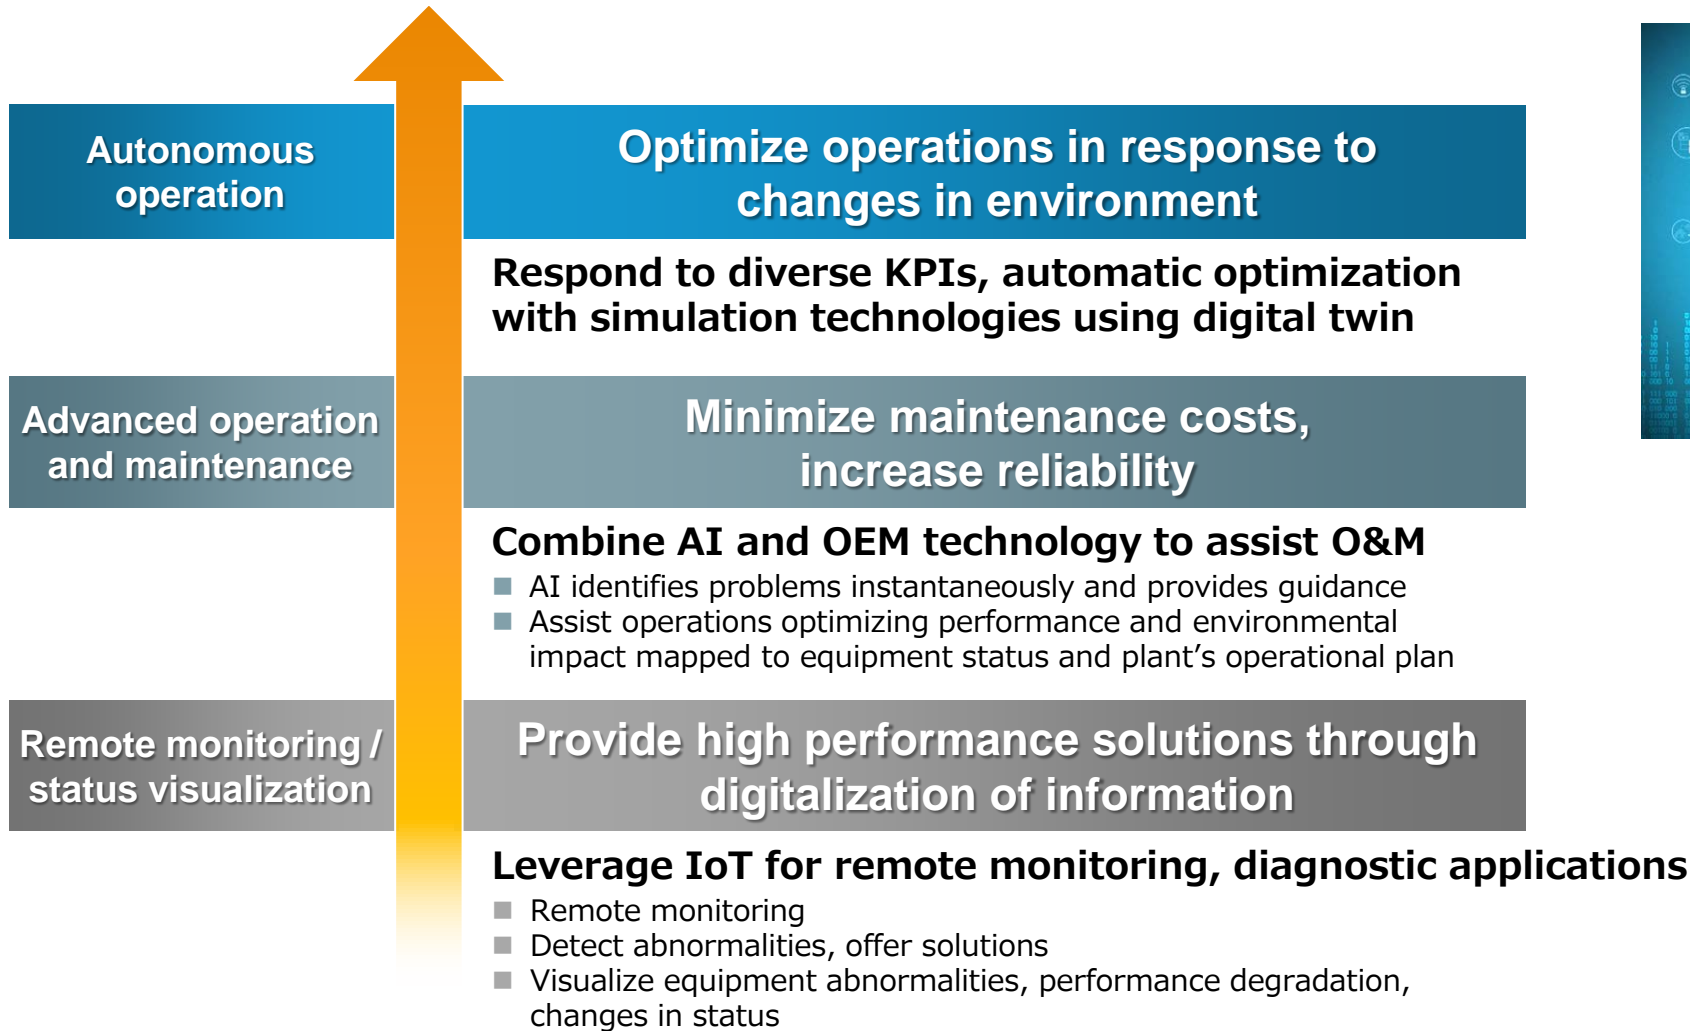 Autonomous
operation
Optimize operations in response to
changes in environment
Respond to diverse KPIs, automatic optimization
with simulation technologies using digital twin
Advanced operation
and maintenance
Minimize maintenance costs,
increase reliability
Combine AI and OEM technology to assist O&M
AI identifies problems instantaneously and provides guidance
Assist operations optimizing performance and environmental
impact mapped to equipment status and plant’s operational plan
Remote monitoring /
status visualization
Provide high performance solutions through
digitalization of information
Leverage IoT for remote monitoring, diagnostic applications
Remote monitoring
Detect abnormalities, offer solutions
Visualize equipment abnormalities, performance degradation,
changes in status